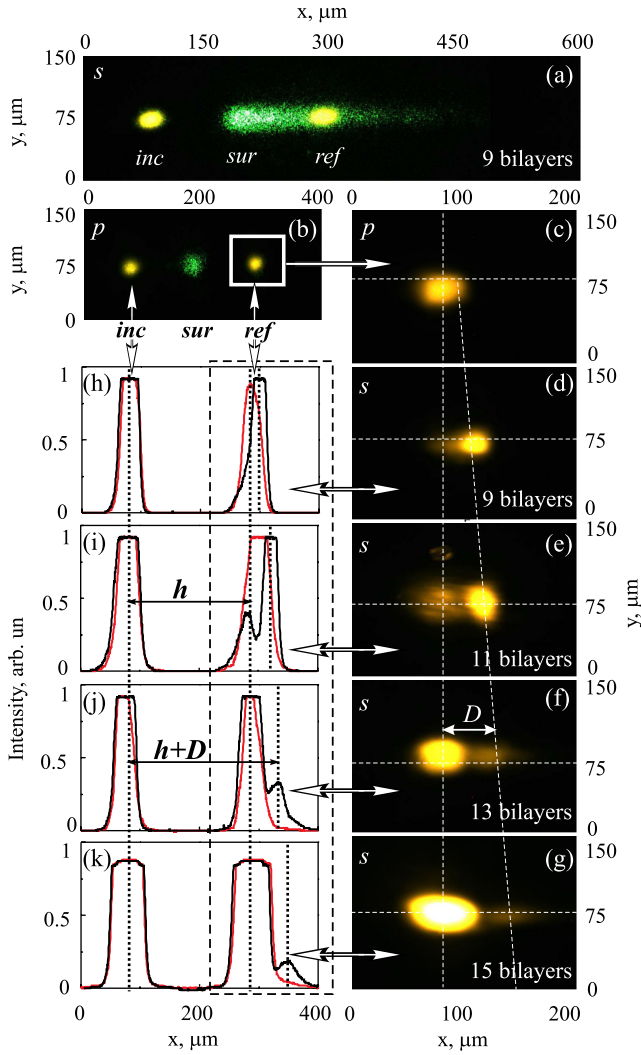 x, μm
0 150 300 450 600
150 s (a)
y, μm 75
inc sur ref 9 bilayers
0
0 200 400 0 100 200
150 p (b) p (c) 150
y, μm 75 75
0 0
inc sur ref
1 (h) s (d) 150
0.5 75
0 9 bilayers 0
1 (i) s (e) 150
h
0.5 75
0 11 bilayers 0
y, μm
Intensity, arb. un
1 (j) s (f) 150
h+D D
0.5 75
0 13 bilayers 0
1 (k) s (g) 150
0.5 75
0 15 bilayers 0
0 100 200 300 400 0 100 200
x, μm x, μm